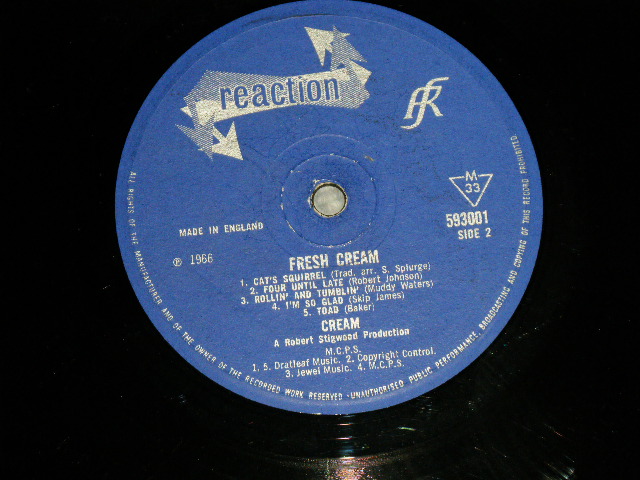 reaction
R
MADE IN ENGLAND
℗ 1966
M
33
593001
SIDE 2
FRESH CREAM
1. CAT'S SQUIRREL (Trad. arr. S. Splurge)
2. FOUR UNTIL LATE (Robert Johnson)
3. ROLLIN' AND TUMBLIN' (Muddy Waters)
4. I'M SO GLAD (Skip James)
5. TOAD (Baker)
CREAM
A Robert Stigwood Production
M.C.P.S.
1. 5. Dratleaf Music. 2. Copyright Control.
3. Jewel Music. 4. M.C.P.S.
ALL RIGHTS OF THE MANUFACTURER AND OF THE OWNER OF THE RECORDED WORK RESERVED - UNAUTHORISED PUBLIC PERFORMANCE, BROADCASTING AND COPYING OF THIS RECORD PROHIBITED.